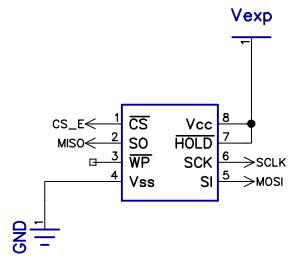 Vexp
1
CS_E 1 CS Vcc 8
MISO 2 SO HOLD 7
3 WP SCK 6 SCLK
4 Vss SI 5 MOSI
1
GND